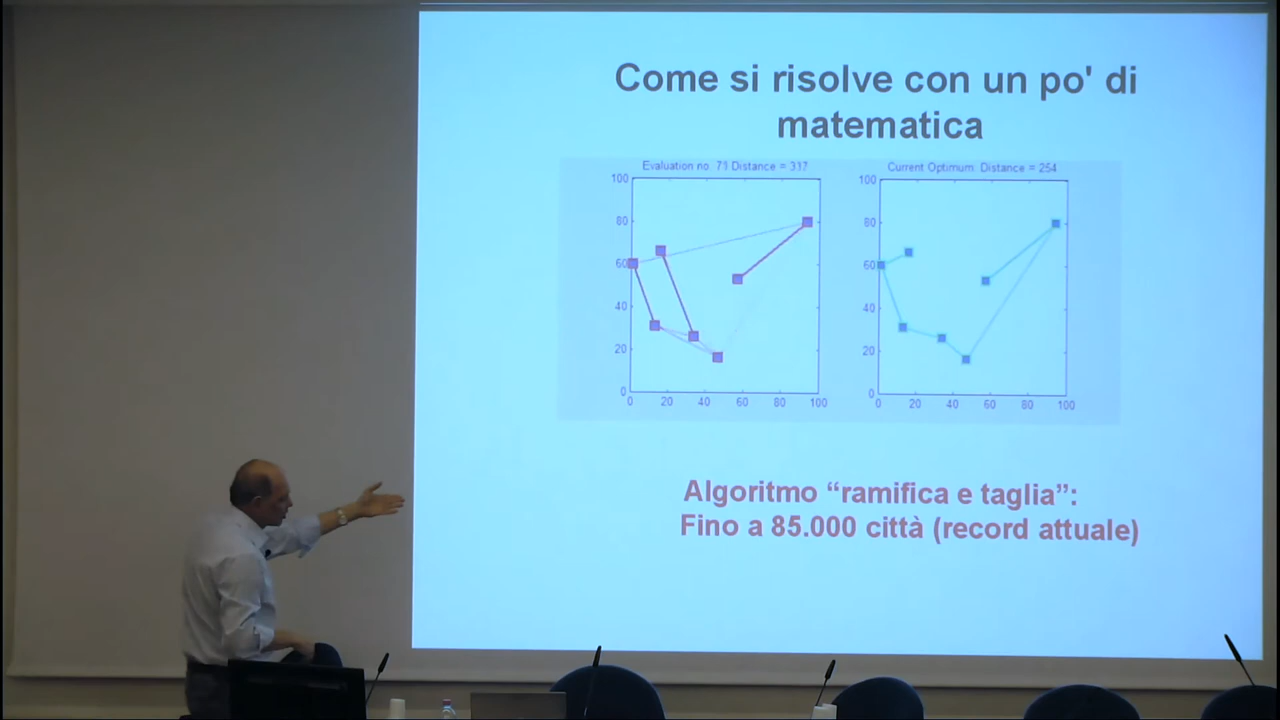 Come si risolve con un po' di
matematica
Evaluation no. 71 Distance = 337
Current Optimum: Distance = 254
100
80
60
40
20
0
0 20 40 60 80 100
100
80
60
40
20
0
0 20 40 60 80 100
Algoritmo “ramifica e taglia”:
Fino a 85.000 città (record attuale)